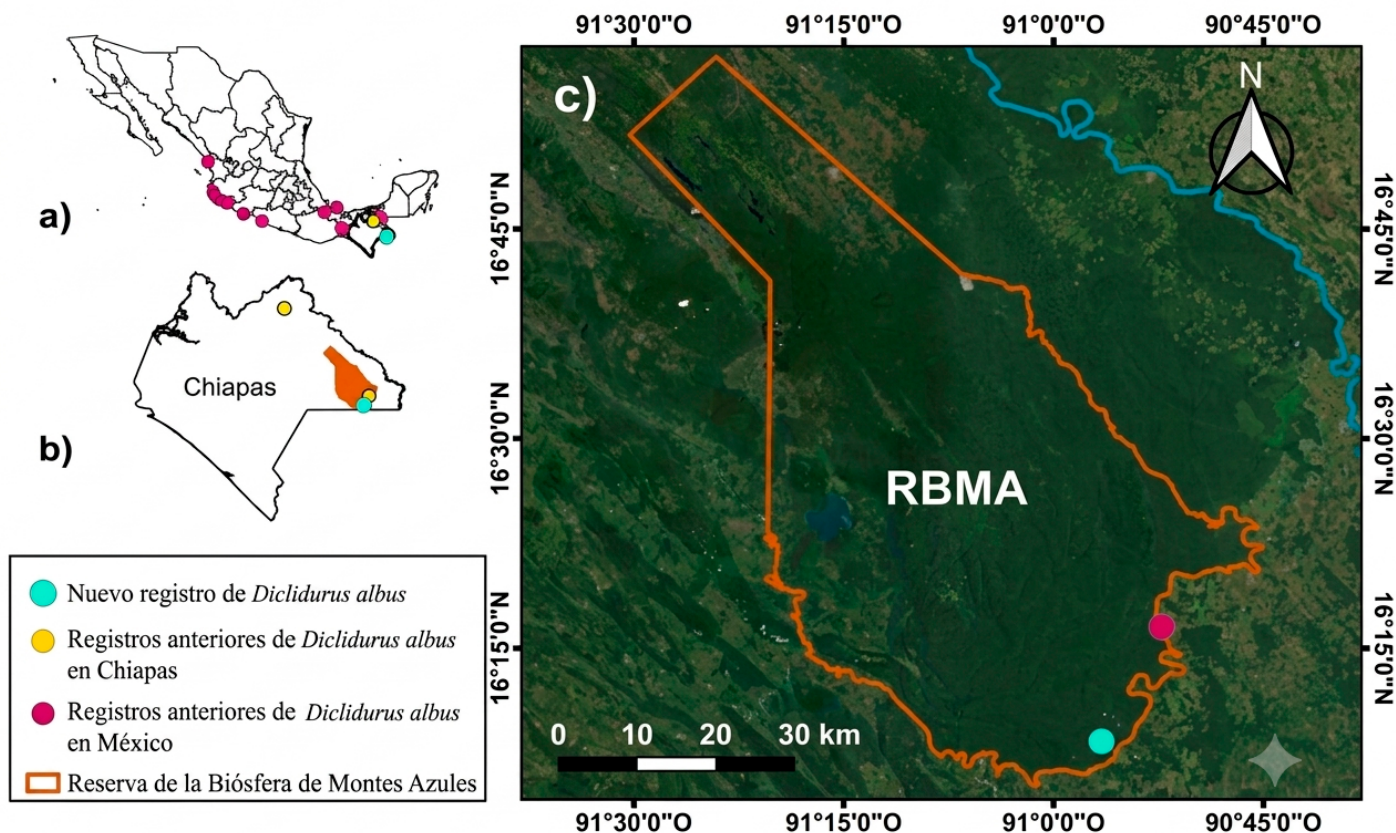 91°30'0"O 91°15'0"O 91°0'0"O 90°45'0"O
a)
b)
Chiapas
c)
N
RBMA
16°45'0"N
16°30'0"N
16°15'0"N
16°45'0"N
16°30'0"N
16°15'0"N
0 10 20 30 km
91°30'0"O 91°15'0"O 91°0'0"O 90°45'0"O
Nuevo registro de Diclidurus albus
Registros anteriores de Diclidurus albus
en Chiapas
Registros anteriores de Diclidurus albus
en México
Reserva de la Biósfera de Montes Azules